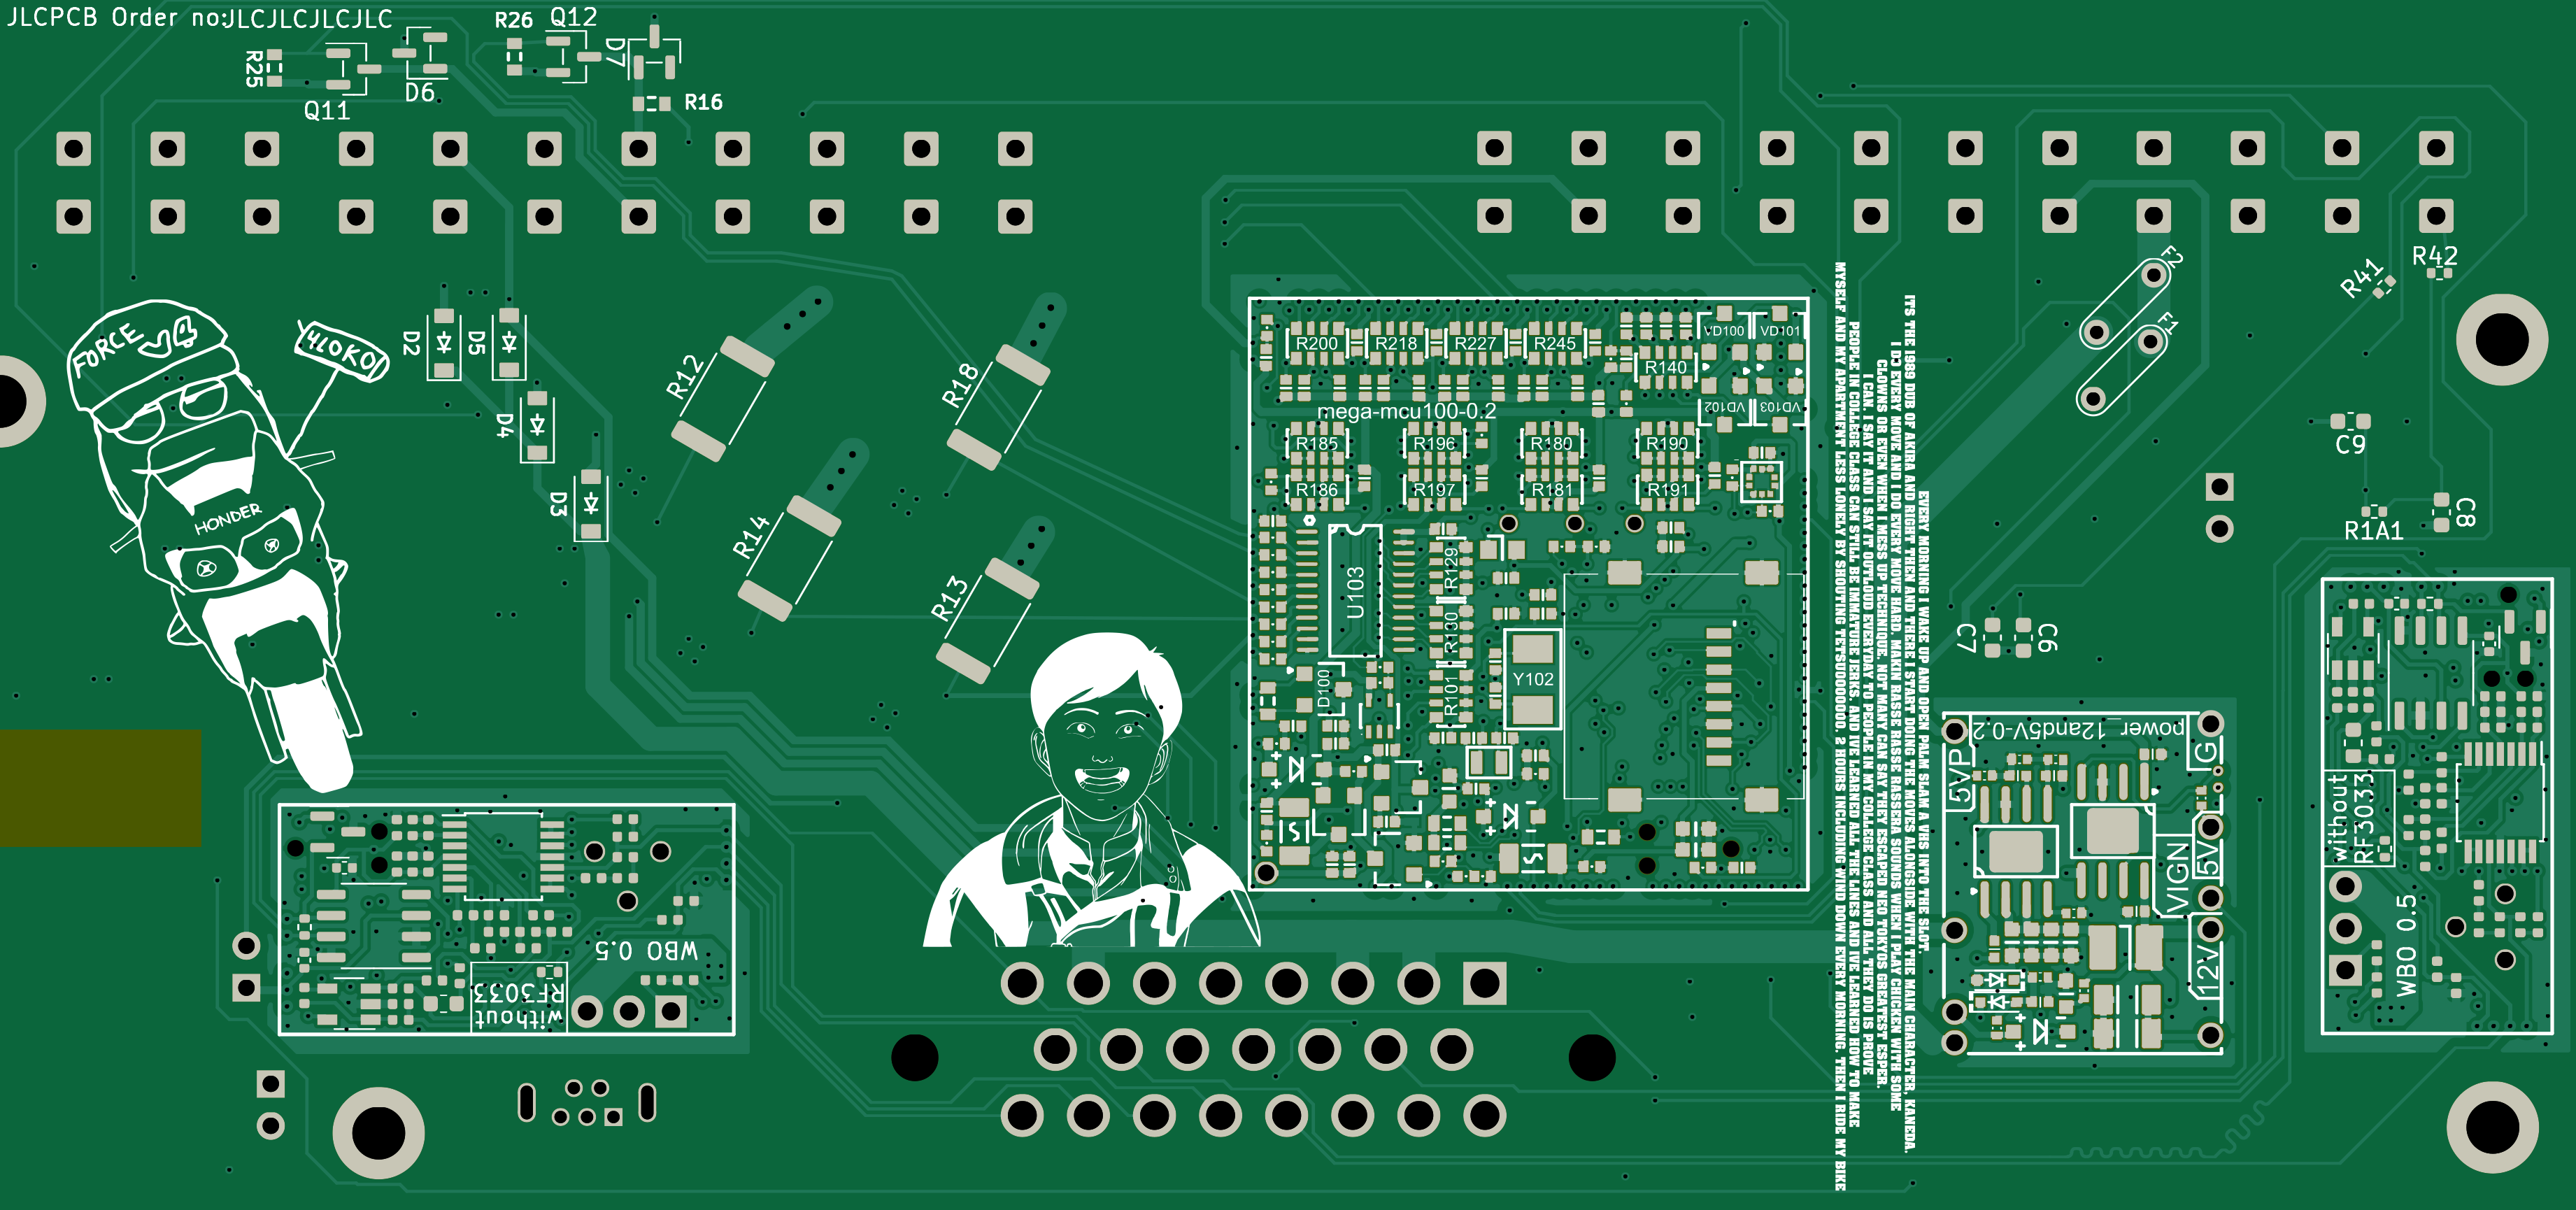 JLCPCB Order no:JLCJLCJLCJLC
R26
Q12
D7
R25
D6
Q11
R16
FORCE
4LOKO!
HONDER
D2
D5
D4
D3
R12
R18
R14
R13
R200
R218
R227
R245
R140
VD100
VD101
VD102
VD103
mega-mcu100-0.2
R185
R196
R180
R190
R186
R197
R181
R191
U103
R129
R130
R101
D100
Y102
EVERY MORNING I WAKE UP AND OPEN PALM SLAM A VHS INTO THE SLOT.
ITS THE 1989 DUB OF AKIRA AND RIGHT THEN AND THERE I START DOING THE MOVES ALONGSIDE WITH THE MAIN CHARACTER, KANEDA.
I DO EVERY MOVE AND I DO EVERY MOVE HARD. MAKIN RASSE RASSE RASSERA SOUNDS WHEN I PLAY CHICKEN WITH SOME
CLOWNS OR EVEN WHEN I MESS UP TECHNIQUE. NOT MANY CAN SAY THEY ESCAPED NEO TOKYOS GREATEST ESPER.
I CAN. I SAY IT AND I SAY IT OUTLOUD EVERYDAY TO PEOPLE IN MY COLLEGE CLASS AND ALL THEY DO IS PROVE
PEOPLE IN COLLEGE CLASS CAN STILL BE IMMATURE JERKS. AND IVE LEARNED ALL THE LINES AND IVE LEARNED HOW TO MAKE
MYSELF AND MY APARTMENT LESS LONELY BY SHOUTING TETSUOOOOOOO. 2 HOURS INCLUDING WIND DOWN EVERY MORNING. THEN I RIDE MY BIKE
F2
F1
R41
R42
C9
C8
R1A1
C7
C6
power_12and5V-0.2
5VP
G
5V
VIGN
12V
without
RF3033
WBO 0.5
WBO 0.5
without
RF3033